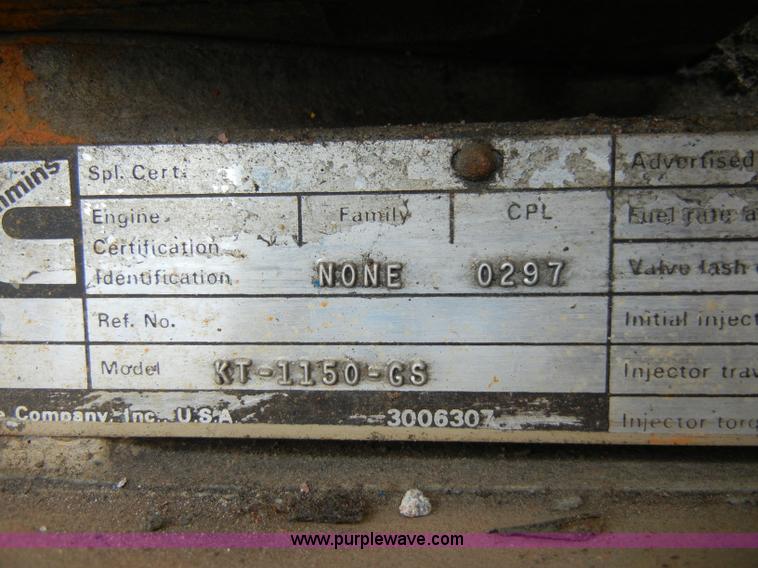 Spl. Cert.
Advertised
Engine Family CPL
Fuel rate a
Certification
Identification NONE 0297
Valve lash
Ref. No.
Initial inject
Model KT-1150-GS
Injector trav
Company, Inc., U.S.A. 3006307
Injector torq
www.purplewave.com